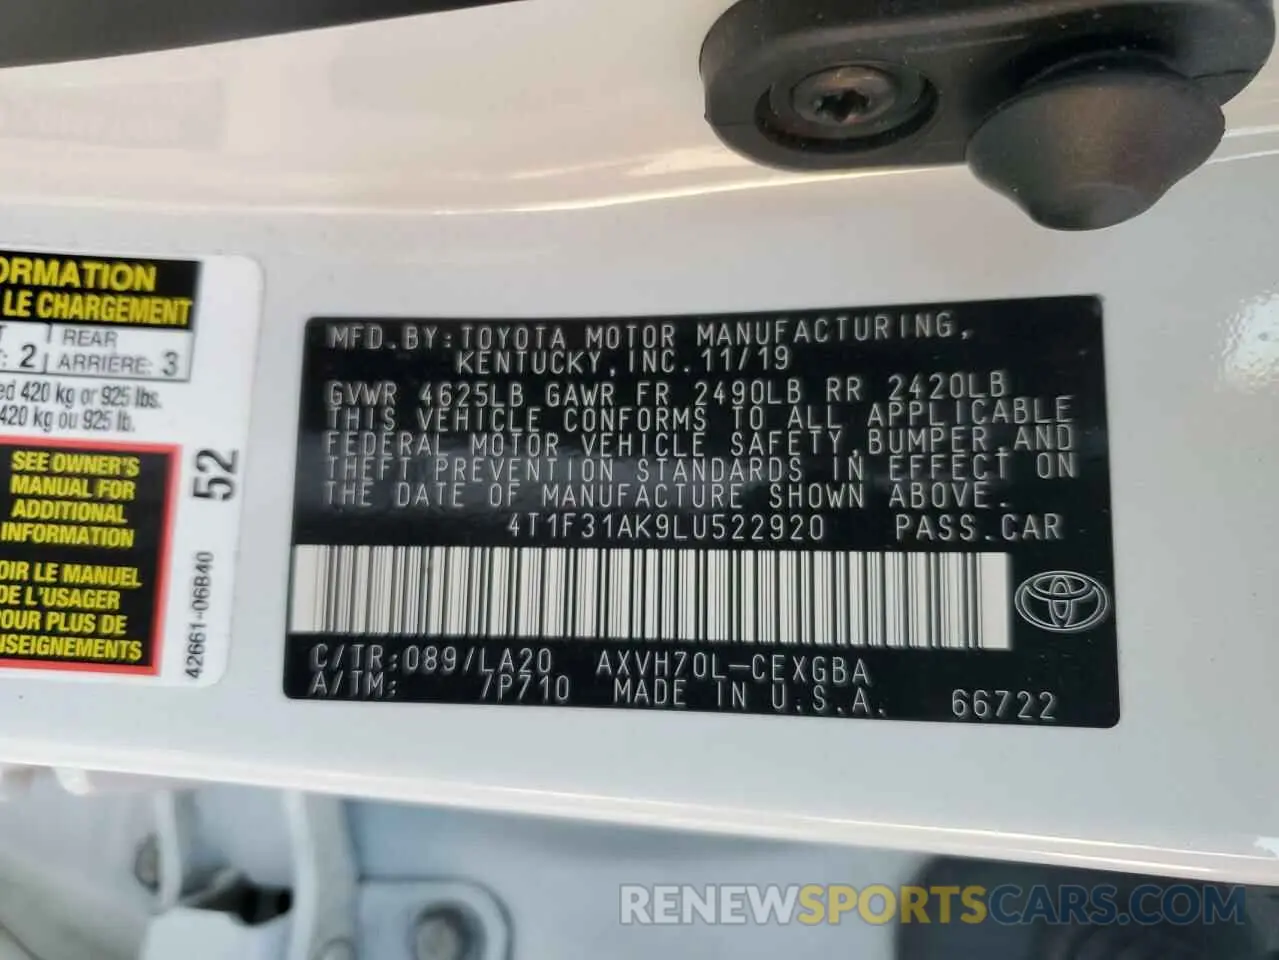 ORMATION
LE CHARGEMENT
: 2 REAR
ARRIERE: 3
ed 420 kg or 925 lbs.
420 kg ou 925 lb.
SEE OWNER'S
MANUAL FOR
ADDITIONAL
INFORMATION
OIR LE MANUEL
DE L'USAGER
OUR PLUS DE
NSEIGNEMENTS
52
42661-06B40
MFD. BY: TOYOTA MOTOR MANUFACTURING,
KENTUCKY, INC. 11/19
GVWR 4625LB GAWR FR 2490LB RR 2420LB
THIS VEHICLE CONFORMS TO ALL APPLICABLE
FEDERAL MOTOR VEHICLE SAFETY, BUMPER, AND
THEFT PREVENTION STANDARDS IN EFFECT ON
THE DATE OF MANUFACTURE SHOWN ABOVE.
4T1F31AK9LU522920 PASS. CAR
C/TR: 089/LA20 AXVH70L-CEXGBA
A/TM: 7P710 MADE IN U.S.A. 66722
RENEWSPORTSCARS.COM